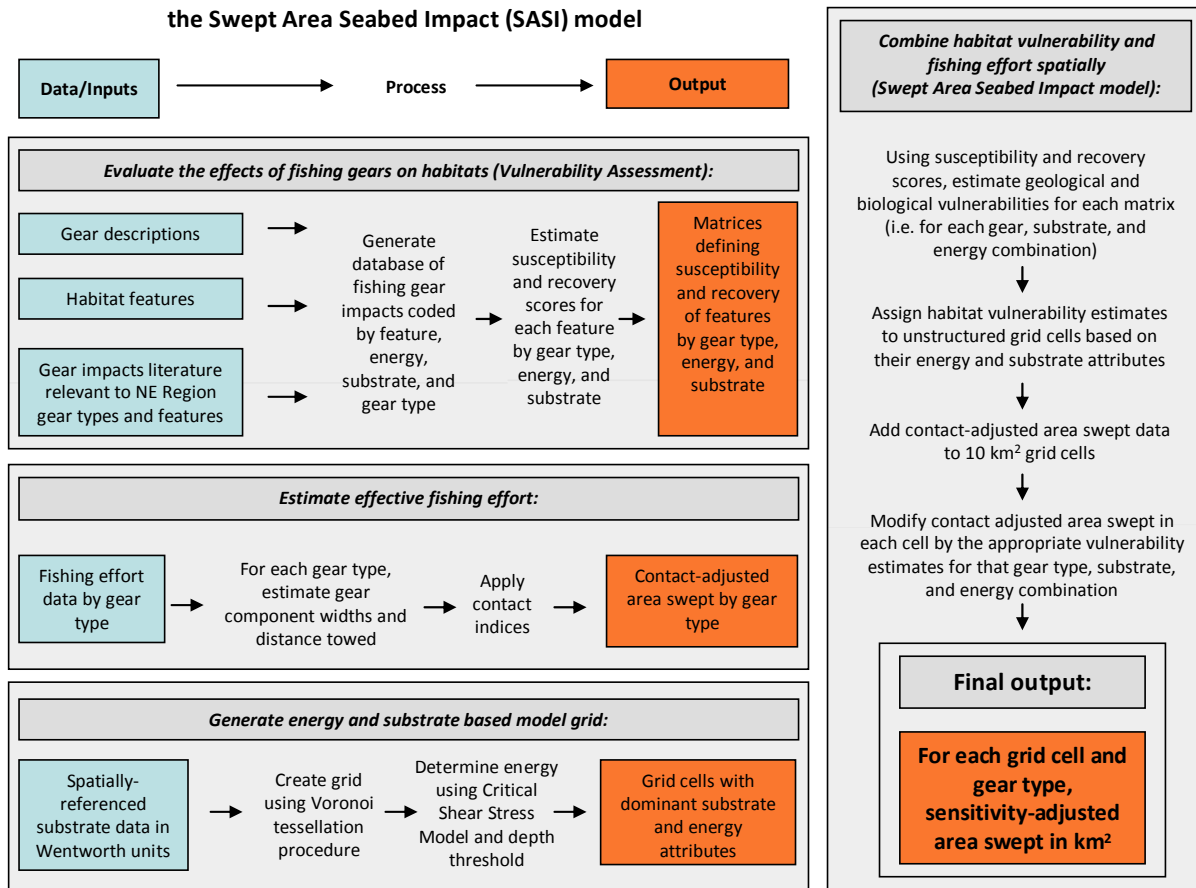 the Swept Area Seabed Impact (SASI) model
Data/Inputs
Process
Output
Evaluate the effects of fishing gears on habitats (Vulnerability Assessment):
Gear descriptions
Habitat features
Gear impacts literature
relevant to NE Region
gear types and features
Generate
database of
fishing gear
impacts coded
by feature,
energy,
substrate, and
gear type
Estimate
susceptibility
and recovery
scores for
each feature
by gear type,
energy, and
substrate
Matrices
defining
susceptibility
and recovery
of features
by gear type,
energy, and
substrate
Estimate effective fishing effort:
Fishing effort
data by gear
type
For each gear type,
estimate gear
component widths and
distance towed
Apply
contact
indices
Contact-adjusted
area swept by gear
type
Generate energy and substrate based model grid:
Spatially-
referenced
substrate data in
Wentworth units
Create grid
using Voronoi
tessellation
procedure
Determine energy
using Critical
Shear Stress
Model and depth
threshold
Grid cells with
dominant substrate
and energy
attributes
Combine habitat vulnerability and
fishing effort spatially
(Swept Area Seabed Impact model):
Using susceptibility and recovery
scores, estimate geological and
biological vulnerabilities for each matrix
(i.e. for each gear, substrate, and
energy combination)
Assign habitat vulnerability estimates
to unstructured grid cells based on
their energy and substrate attributes
Add contact-adjusted area swept data
to 10 km² grid cells
Modify contact adjusted area swept in
each cell by the appropriate vulnerability
estimates for that gear type, substrate,
and energy combination
Final output:
For each grid cell and
gear type,
sensitivity-adjusted
area swept in km²